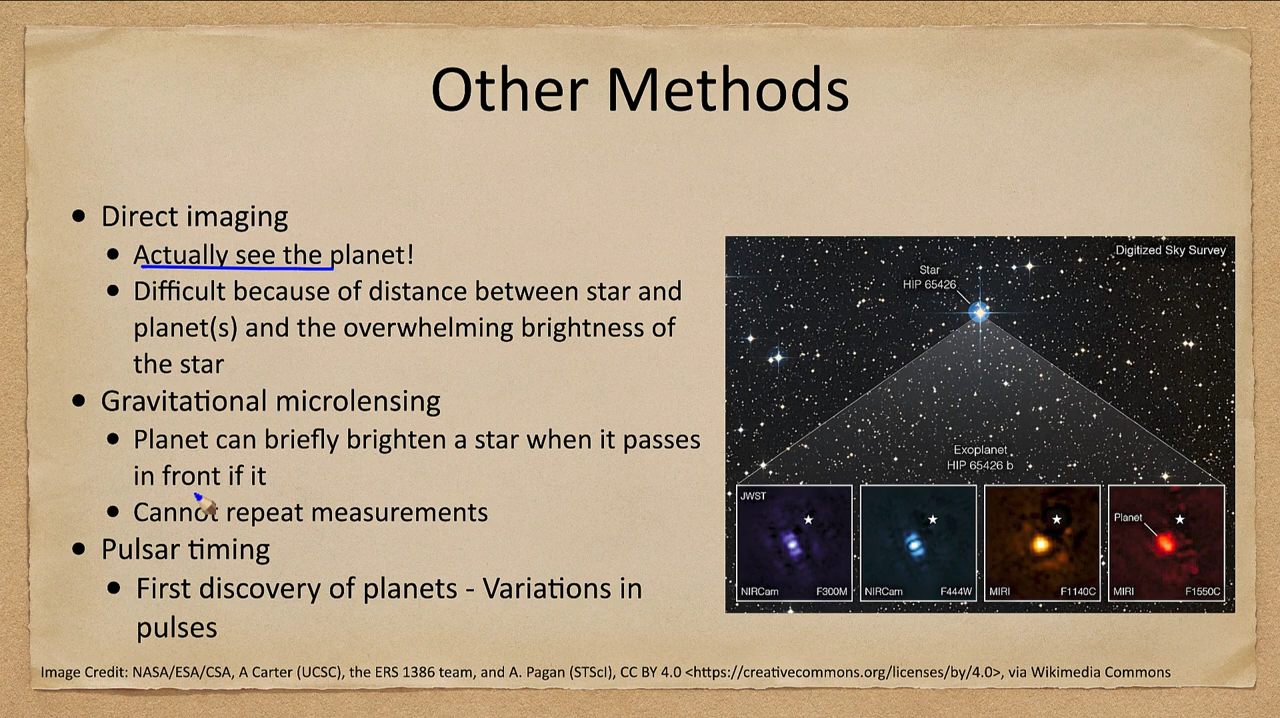 Other Methods
• Direct imaging
• Actually see the planet!
• Difficult because of distance between star and
planet(s) and the overwhelming brightness of
the star
• Gravitational microlensing
• Planet can briefly brighten a star when it passes
in front if it
• Cannot repeat measurements
• Pulsar timing
• First discovery of planets - Variations in
pulses
Digitized Sky Survey
Star
HIP 65426
Exoplanet
HIP 65426 b
JWST
Planet
NIRCam F300M
NIRCam F444W
MIRI F1140C
MIRI F1550C
Image Credit: NASA/ESA/CSA, A Carter (UCSC), the ERS 1386 team, and A. Pagan (STScI), CC BY 4.0 <https://creativecommons.org/licenses/by/4.0>, via Wikimedia Commons